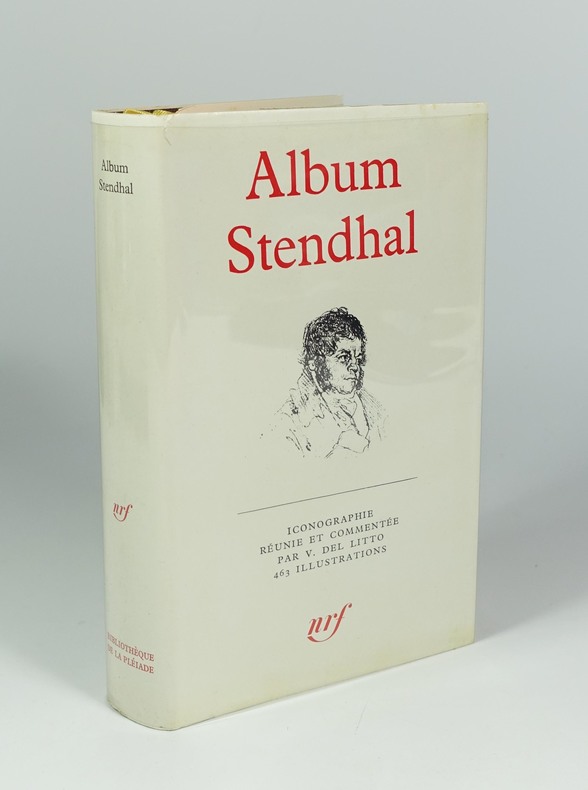 Album
Stendhal
nrf
BIBLIOTHÈQUE
DE LA PLÉIADE
Album
Stendhal
ICONOGRAPHIE
RÉUNIE ET COMMENTÉE
PAR V. DEL LITTO
463 ILLUSTRATIONS
nrf